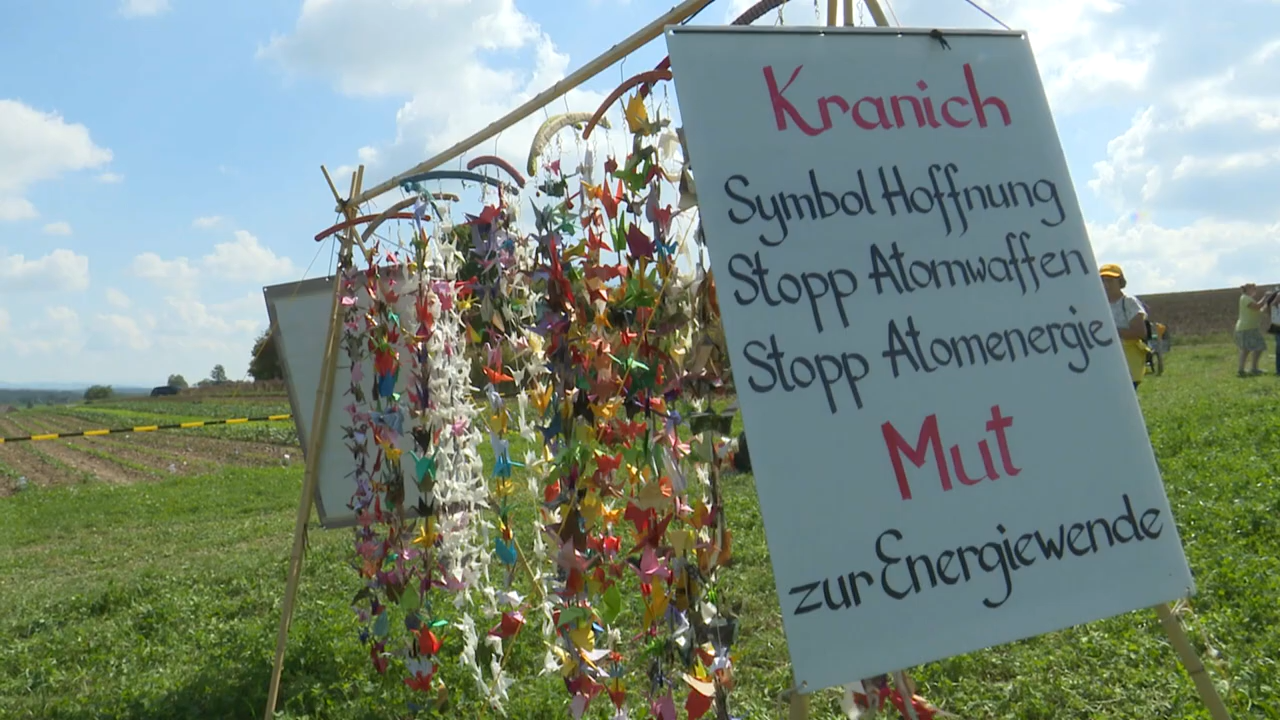 Kranich
Symbol Hoffnung
Stopp Atomwaffen
Stopp Atomenergie
Mut
zur Energiewende